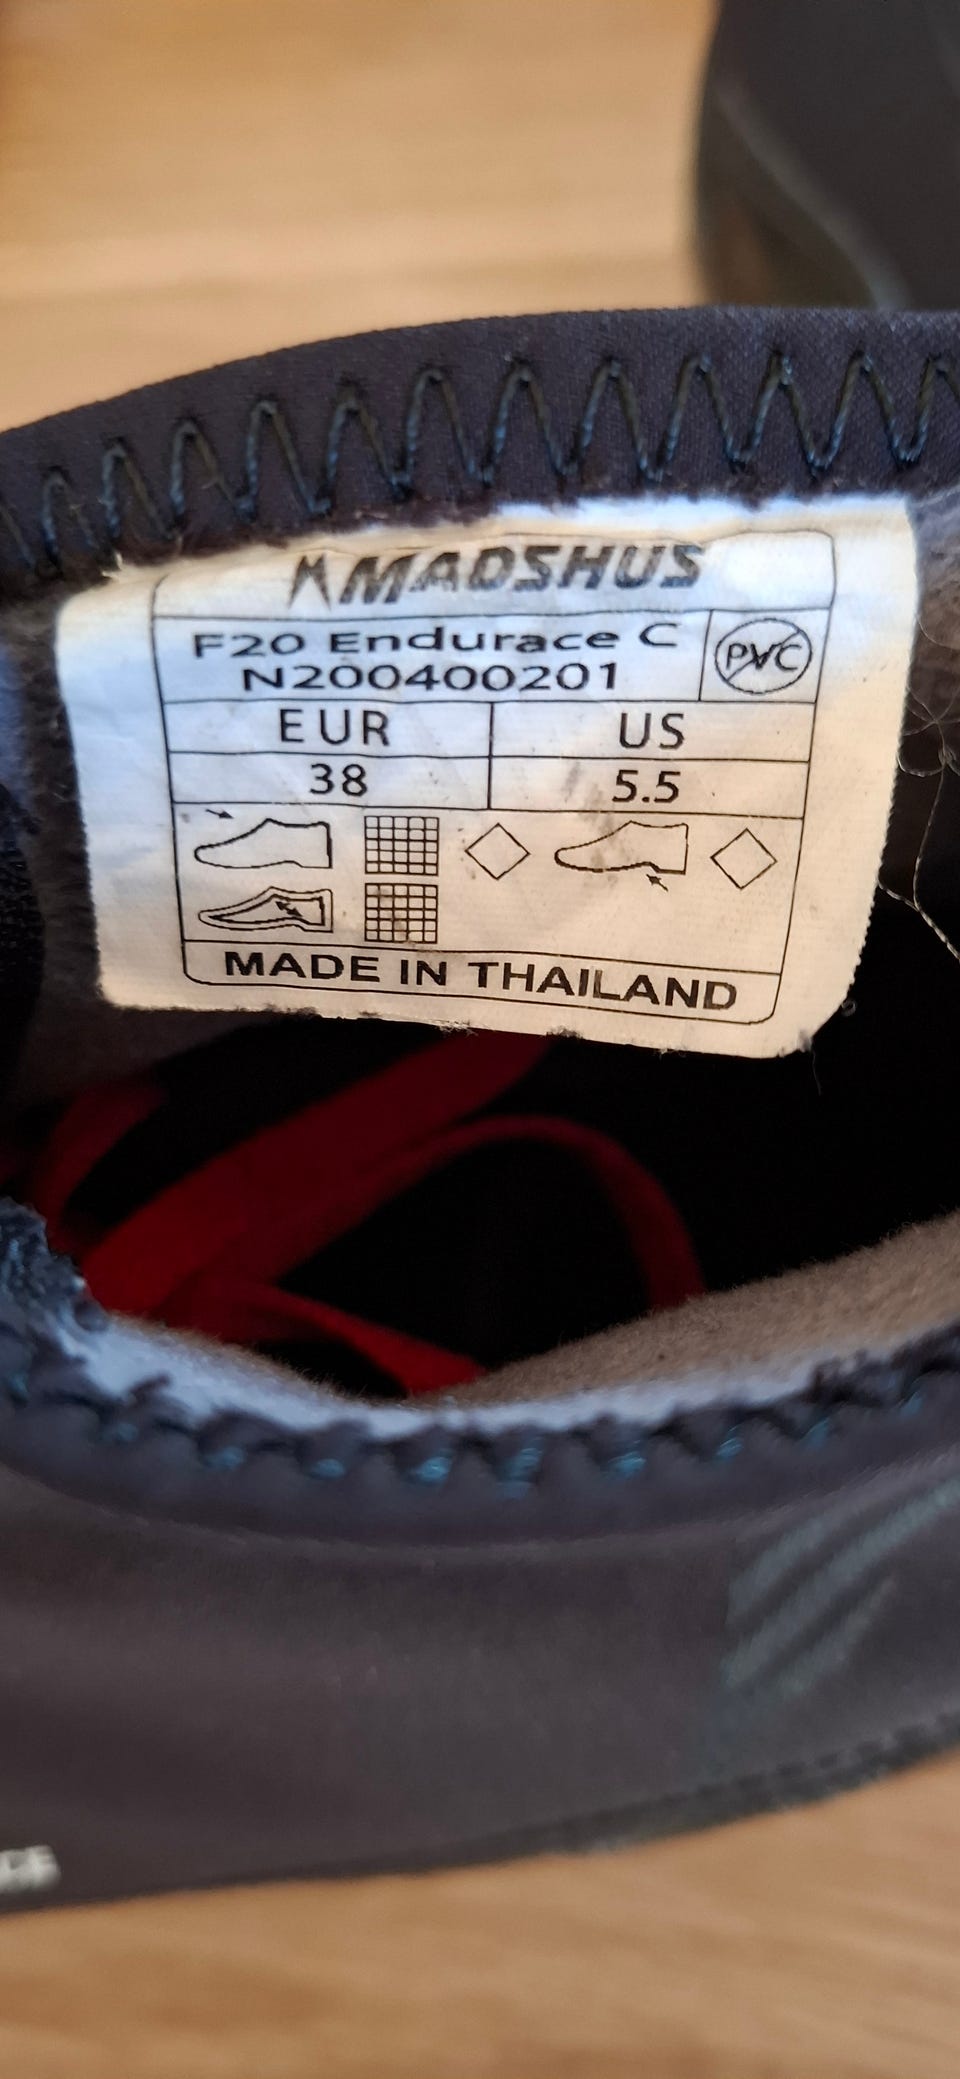 MADSHUS
F20 Endurace C
N200400201
PVC
EUR
US
38
5.5
MADE IN THAILAND